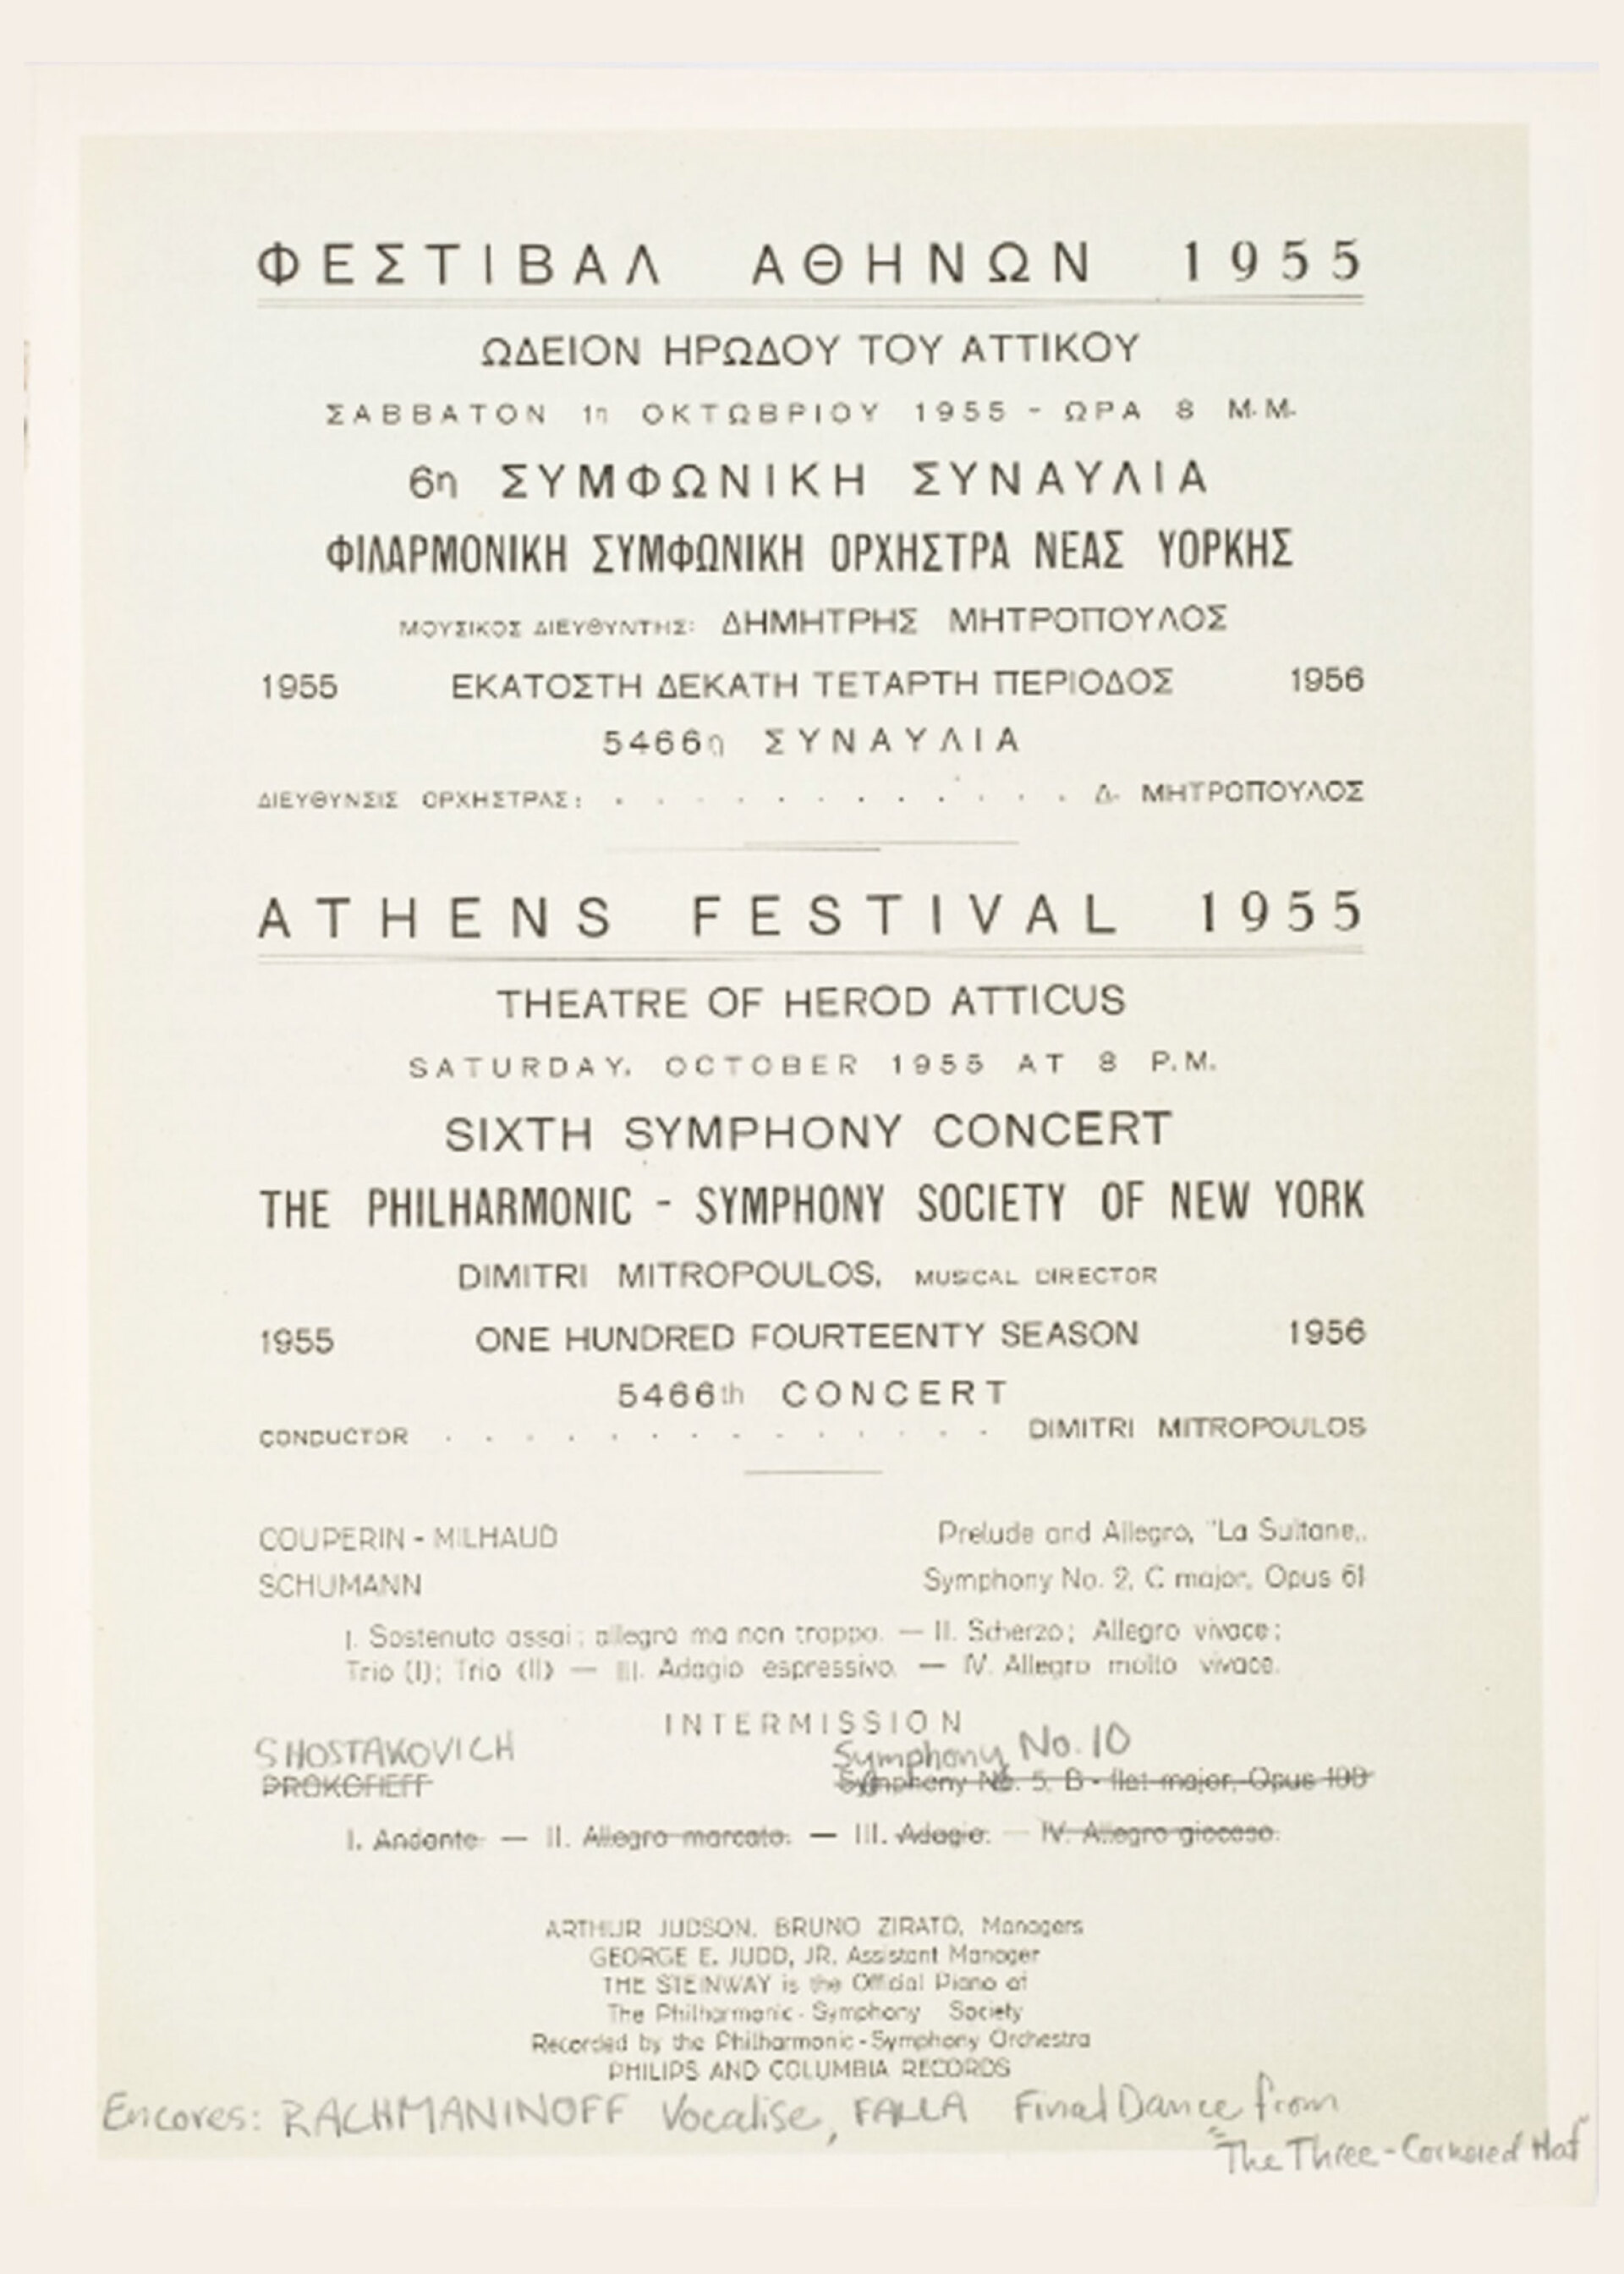 ΦΕΣΤΙΒΑΛ ΑΘΗΝΩΝ 1955
ΩΔΕΙΟΝ ΗΡΩΔΟΥ ΤΟΥ ΑΤΤΙΚΟΥ
ΣΑΒΒΑΤΟΝ 1η ΟΚΤΩΒΡΙΟΥ 1955 - ΩΡΑ 8 Μ.Μ.
6η ΣΥΜΦΩΝΙΚΗ ΣΥΝΑΥΛΙΑ
ΦΙΛΑΡΜΟΝΙΚΗ ΣΥΜΦΩΝΙΚΗ ΟΡΧΗΣΤΡΑ ΝΕΑΣ ΥΟΡΚΗΣ
ΜΟΥΣΙΚΟΣ ΔΙΕΥΘΥΝΤΗΣ: ΔΗΜΗΤΡΗΣ ΜΗΤΡΟΠΟΥΛΟΣ
1955 ΕΚΑΤΟΣΤΗ ΔΕΚΑΤΗ ΤΕΤΑΡΤΗ ΠΕΡΙΟΔΟΣ 1956
5466η ΣΥΝΑΥΛΙΑ
ΔΙΕΥΘΥΝΣΙΣ ΟΡΧΗΣΤΡΑΣ: . . . . . . . . . . . . Δ. ΜΗΤΡΟΠΟΥΛΟΣ
ATHENS FESTIVAL 1955
THEATRE OF HEROD ATTICUS
SATURDAY, OCTOBER 1955 AT 8 P.M.
SIXTH SYMPHONY CONCERT
THE PHILHARMONIC - SYMPHONY SOCIETY OF NEW YORK
DIMITRI MITROPOULOS, MUSICAL DIRECTOR
1955 ONE HUNDRED FOURTEENTY SEASON 1956
5466th CONCERT
CONDUCTOR . . . . . . . . . . . . . . DIMITRI MITROPOULOS
COUPERIN - MILHAUD Prelude and Allegro, "La Sultane,,
SCHUMANN Symphony No. 2, C major, Opus 61
I. Sostenuto assai; allegro ma non troppo. — II. Scherzo; Allegro vivace;
Trio (I); Trio (II) — III. Adagio espressivo. — IV. Allegro molto vivace.
INTERMISSION
SHOSTAKOVICH Symphony No. 10
PROKOFIEFF Symphony No. 5, B - flat major, Opus 100
I. Andante — II. Allegro marcato. — III. Adagio. — IV. Allegro giocoso.
ARTHUR JUDSON, BRUNO ZIRATO, Managers
GEORGE E. JUDD, JR. Assistant Manager
THE STEINWAY is the Official Piano of
The Philharmonic - Symphony Society
Recorded by the Philharmonic - Symphony Orchestra
PHILIPS AND COLUMBIA RECORDS
Encores: RACHMANINOFF Vocalise, FALLA Final Dance from
"The Three-Cornered Hat"